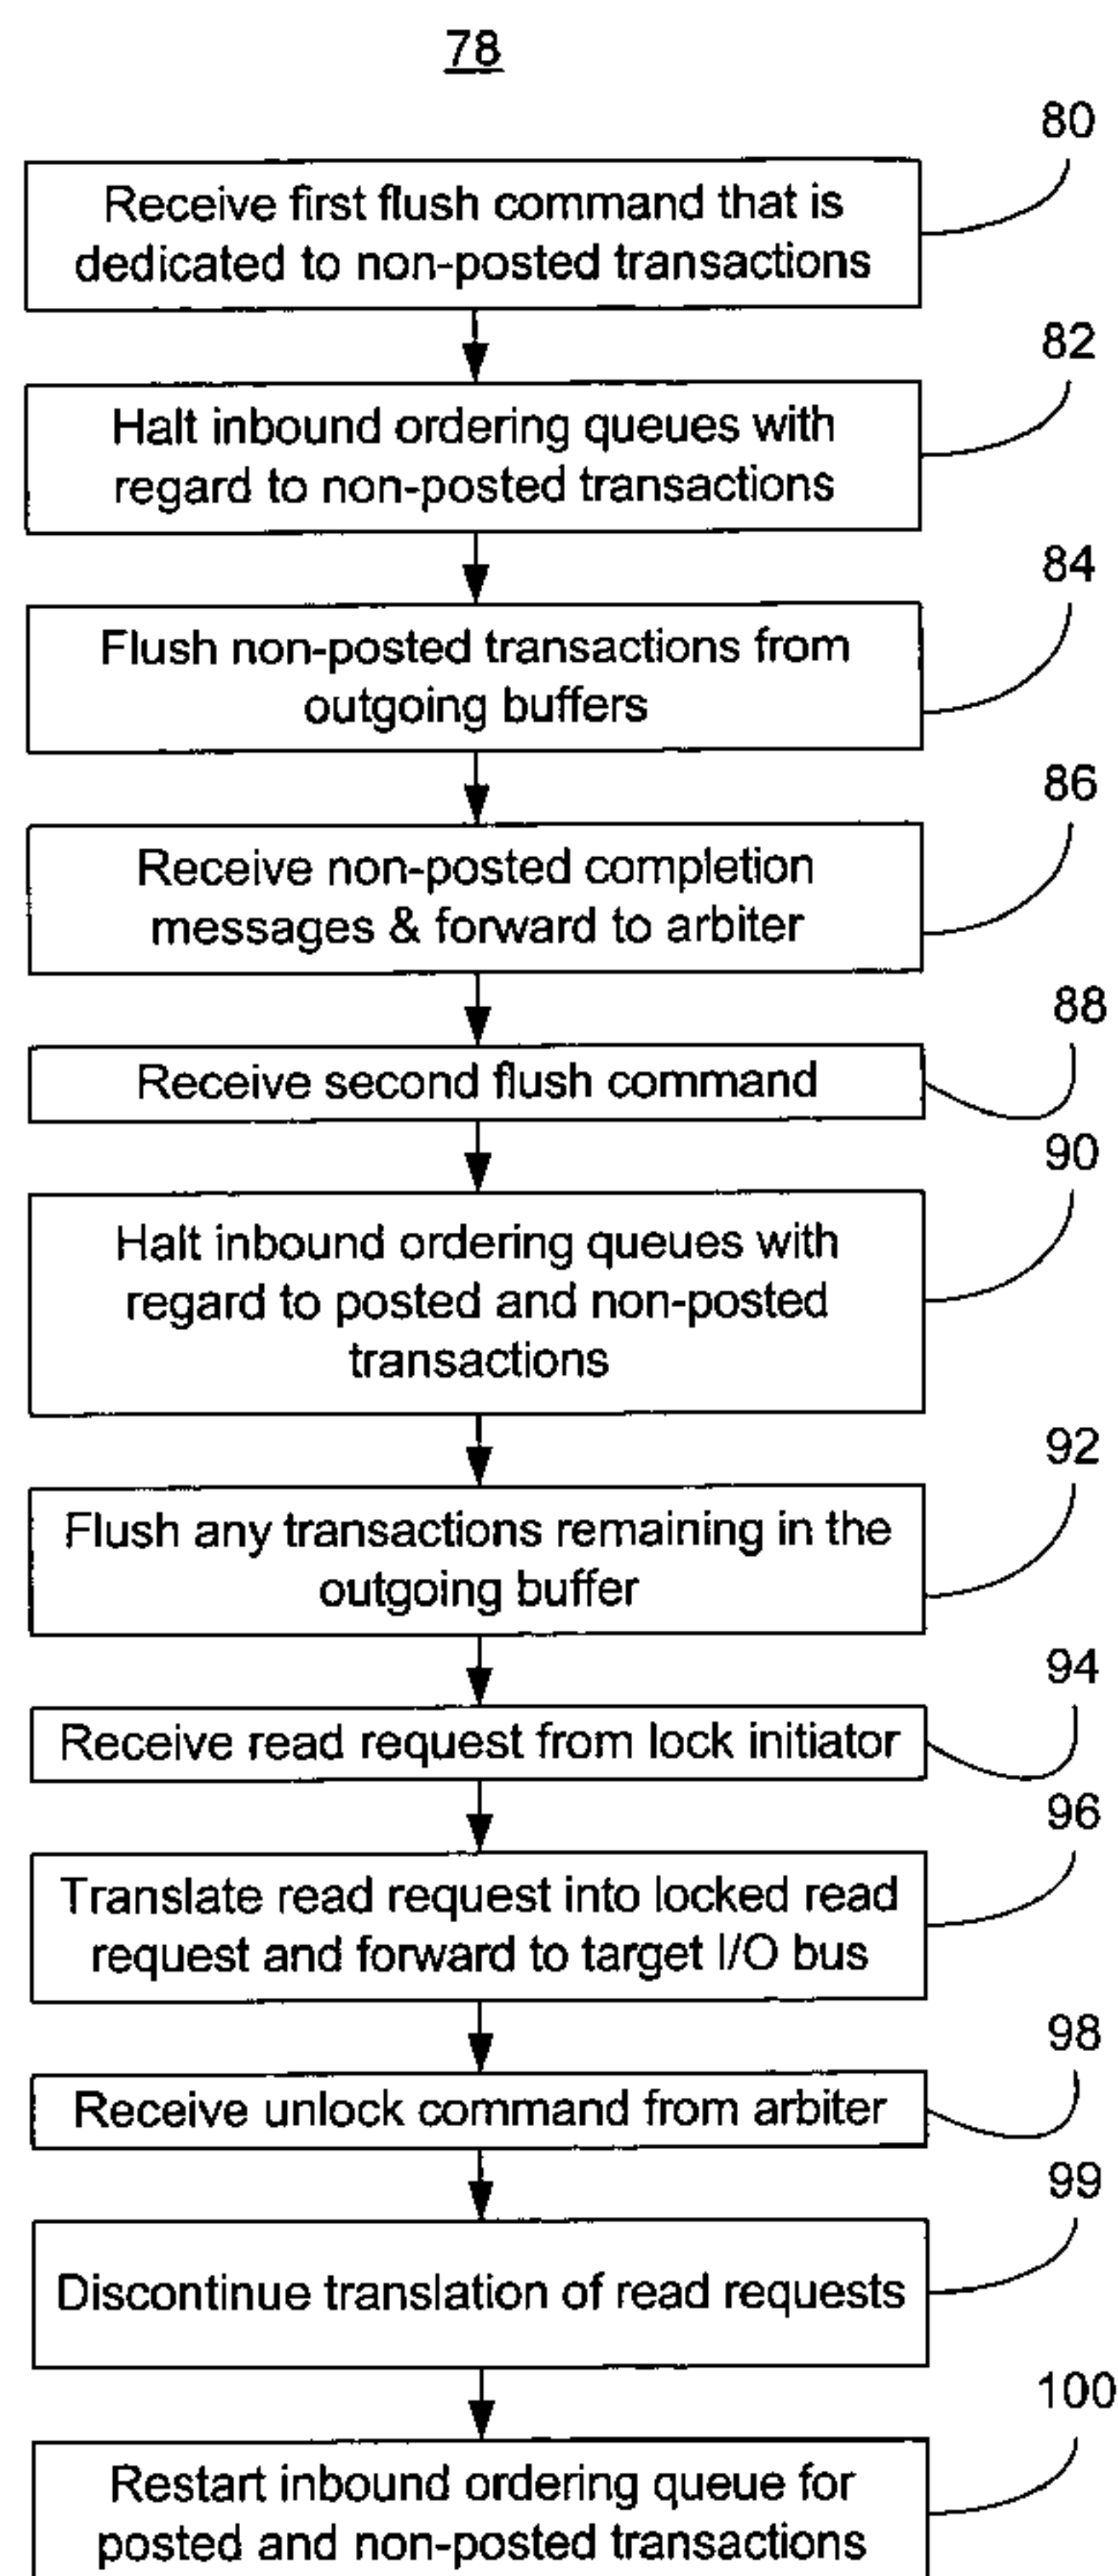 78
80
Receive first flush command that is
dedicated to non-posted transactions
82
Halt inbound ordering queues with
regard to non-posted transactions
84
Flush non-posted transactions from
outgoing buffers
86
Receive non-posted completion
messages & forward to arbiter
88
Receive second flush command
90
Halt inbound ordering queues with
regard to posted and non-posted
transactions
92
Flush any transactions remaining in the
outgoing buffer
94
Receive read request from lock initiator
96
Translate read request into locked read
request and forward to target I/O bus
98
Receive unlock command from arbiter
99
Discontinue translation of read requests
100
Restart inbound ordering queue for
posted and non-posted transactions